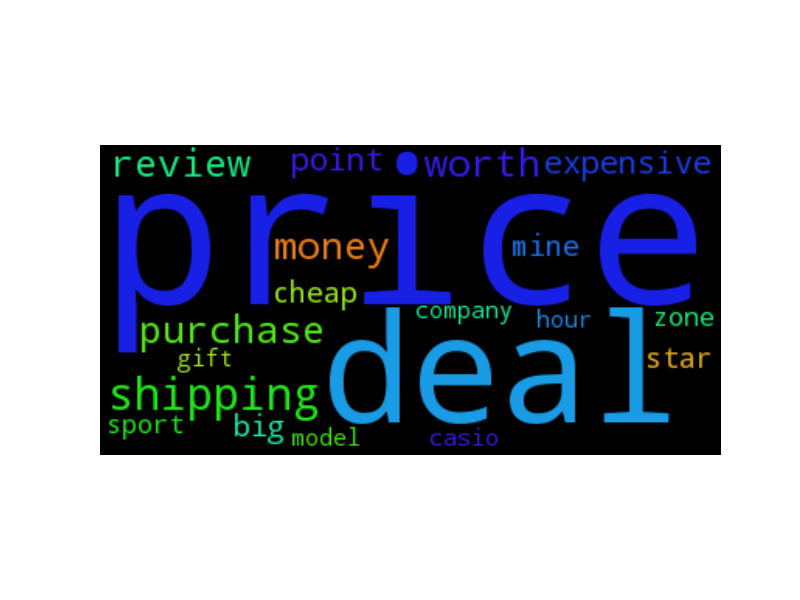 review point worth expensive
price
money mine
cheap
company hour zone
purchase deal
gift star
shipping
sport big model casio